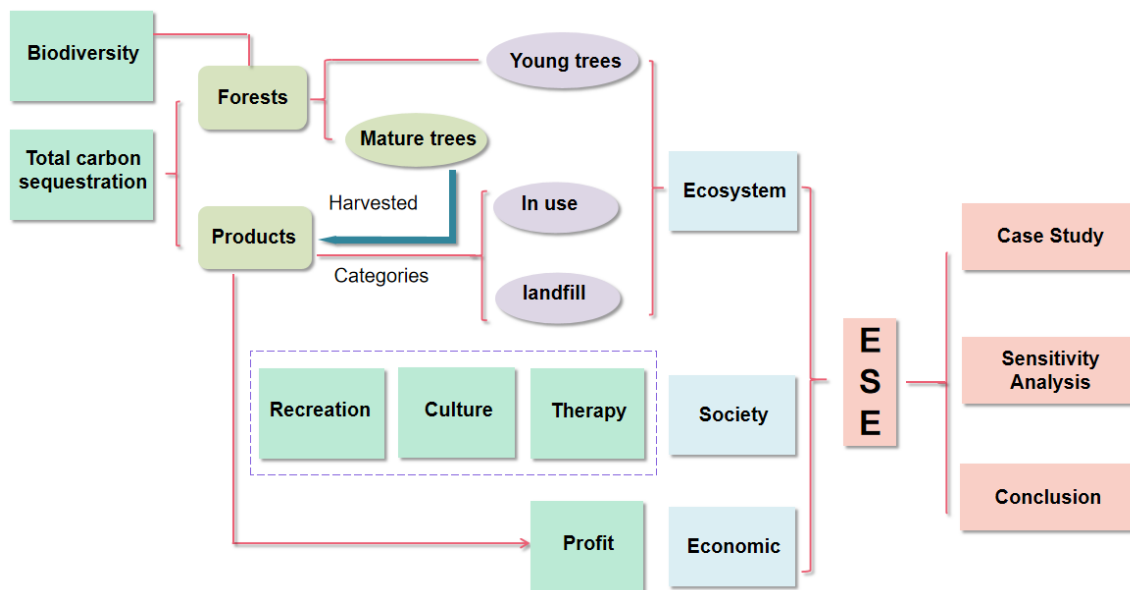 Biodiversity
Total carbon
sequestration
Forests
Products
Young trees
Mature trees
Harvested
Categories
In use
landfill
Ecosystem
Recreation
Culture
Therapy
Society
Profit
Economic
E
S
E
Case Study
Sensitivity
Analysis
Conclusion